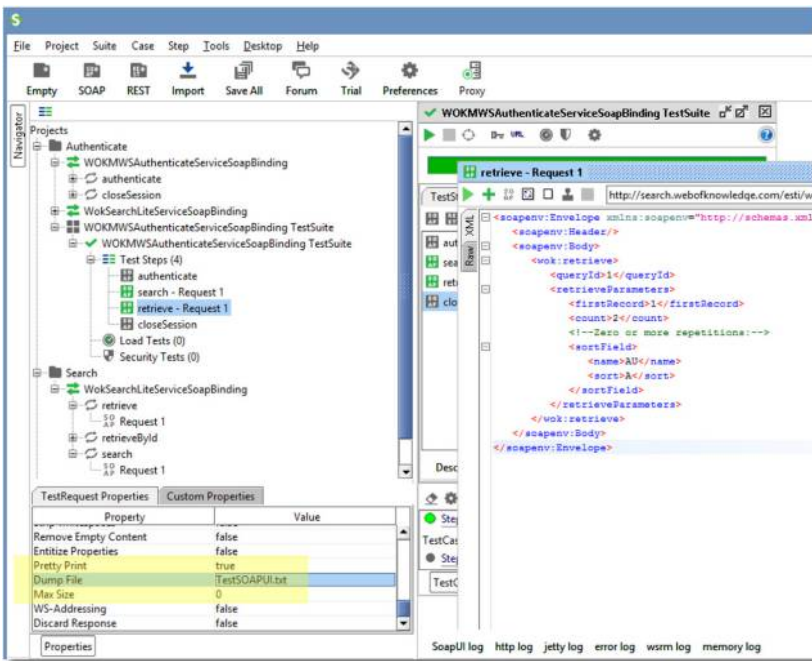 S
File Project Suite Case Step Tools Desktop Help
Empty SOAP REST Import Save All Forum Trial Preferences Proxy
Navigator
Projects
Authenticate
WOKMWSAuthenticateServiceSoapBinding
authenticate
closeSession
WokSearchLiteServiceSoapBinding
WOKMWSAuthenticateServiceSoapBinding TestSuite
WOKMWSAuthenticateServiceSoapBinding TestSuite
Test Steps (4)
authenticate
search - Request 1
retrieve - Request 1
closeSession
Load Tests (0)
Security Tests (0)
Search
WokSearchLiteServiceSoapBinding
retrieve
SOAP Request 1
retrieveById
search
SOAP Request 1
TestRequest Properties Custom Properties
Property Value
Remove Empty Content false
Entitize Properties false
Pretty Print true
Dump File TestSOAPUI.txt
Max Size 0
WS-Addressing false
Discard Response false
Properties
WOKMWSAuthenticateServiceSoapBinding TestSuite
TestSt
aut
sea
ret
clo
Desc
Ste
TestCas
Ste
TestC
retrieve - Request 1
http://search.webofknowledge.com/esti/w
XML
Raw
<soapenv:Envelope xmlns:soapenv="http://schemas.xml
<soapenv:Header/>
<soapenv:Body>
<wok:retrieve>
<queryId>1</queryId>
<retrieveParameters>
<firstRecord>1</firstRecord>
<count>2</count>
<!--Zero or more repetitions:-->
<sortField>
<name>AU</name>
<sort>A</sort>
</sortField>
</retrieveParameters>
</wok:retrieve>
</soapenv:Body>
</soapenv:Envelope>
SoapUI log http log jetty log error log wsrm log memory log